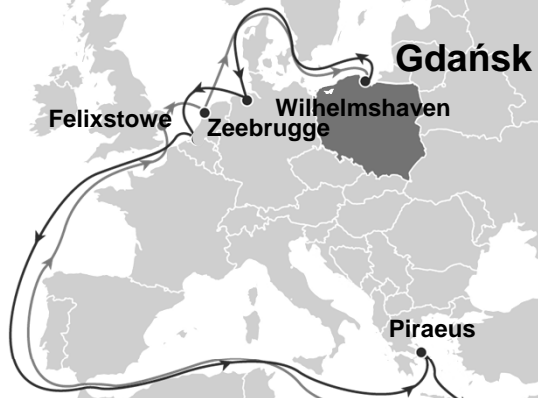 Gdańsk
Wilhelmshaven
Felixstowe
Zeebrugge
Piraeus